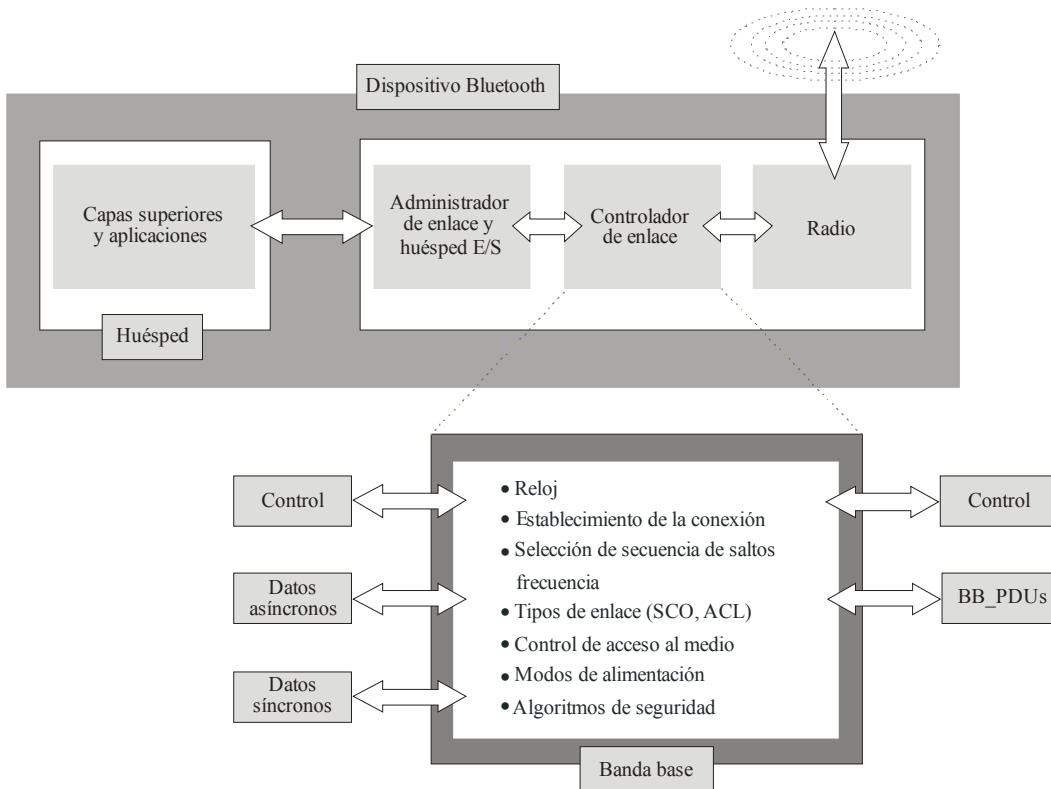 Dispositivo Bluetooth
Capas superiores
y aplicaciones
Administrador
de enlace y
huésped E/S
Controlador
de enlace
Radio
Huésped
Control
Datos
asíncronos
Datos
síncronos
• Reloj
• Establecimiento de la conexión
• Selección de secuencia de saltos
frecuencia
• Tipos de enlace (SCO, ACL)
• Control de acceso al medio
• Modos de alimentación
• Algoritmos de seguridad
Control
BB_PDUs
Banda base